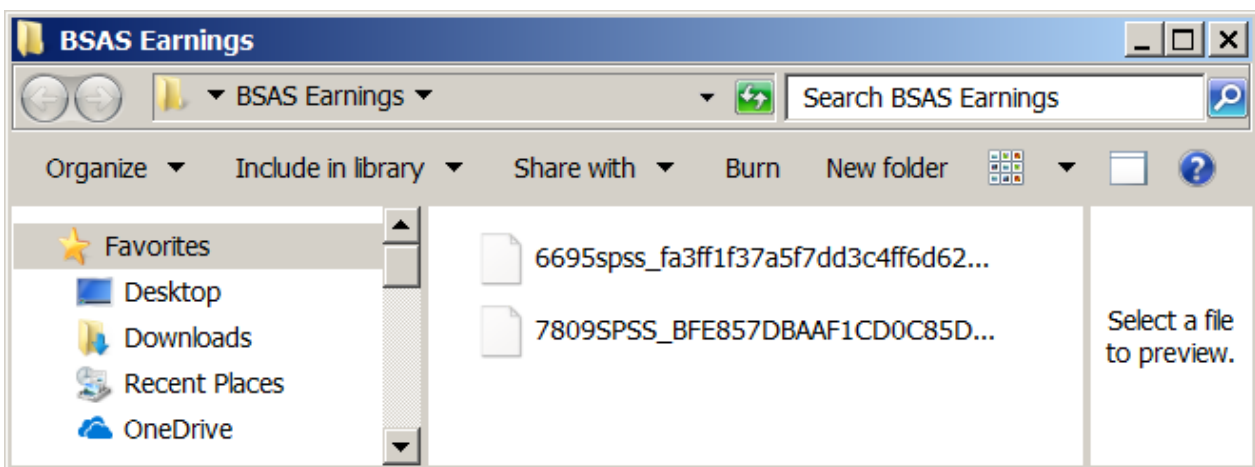 BSAS Earnings
BSAS Earnings
Search BSAS Earnings
Organize Include in library Share with Burn New folder
Favorites
Desktop
Downloads
Recent Places
OneDrive
6695spss_fa3ff1f37a5f7dd3c4ff6d62...
7809SPSS_BFE857DBAAF1CD0C85D...
Select a file
to preview.